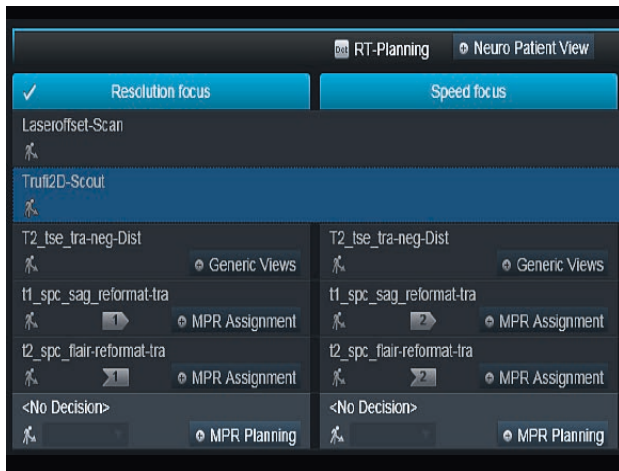 Dot RT-Planning Neuro Patient View
Resolution focus Speed focus
Laseroffset-Scan
Trufi2D-Scout
T2_tse_tra-neg-Dist T2_tse_tra-neg-Dist
Generic Views Generic Views
t1_spc_sag_reformat-tra t1_spc_sag_reformat-tra
1 MPR Assignment 2 MPR Assignment
t2_spc_flair-reformat-tra t2_spc_flair-reformat-tra
1 MPR Assignment 2 MPR Assignment
<No Decision> <No Decision>
MPR Planning MPR Planning